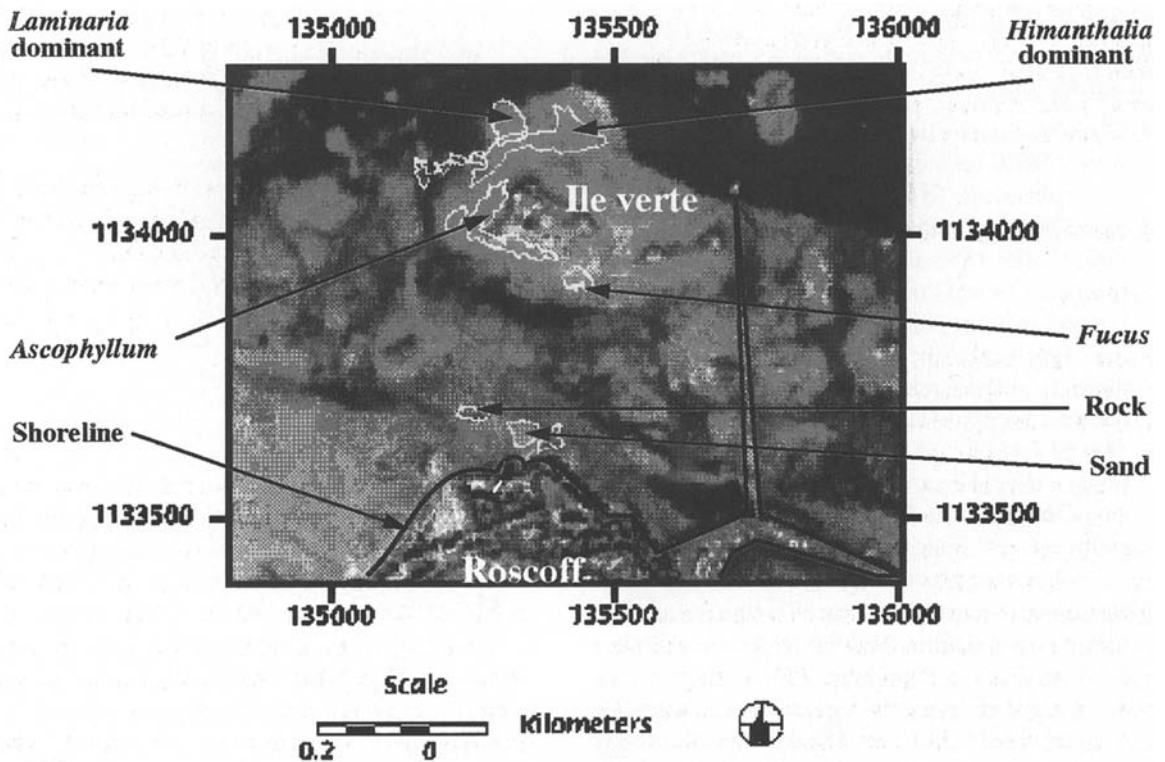 Laminaria
dominant
135000
135500
136000
Himanthalia
dominant
Ile verte
1134000
1134000
Ascophyllum
Fucus
Shoreline
Rock
Sand
1133500
1133500
Roscoff
135000
135500
136000
Scale
Kilometers
0.2
0